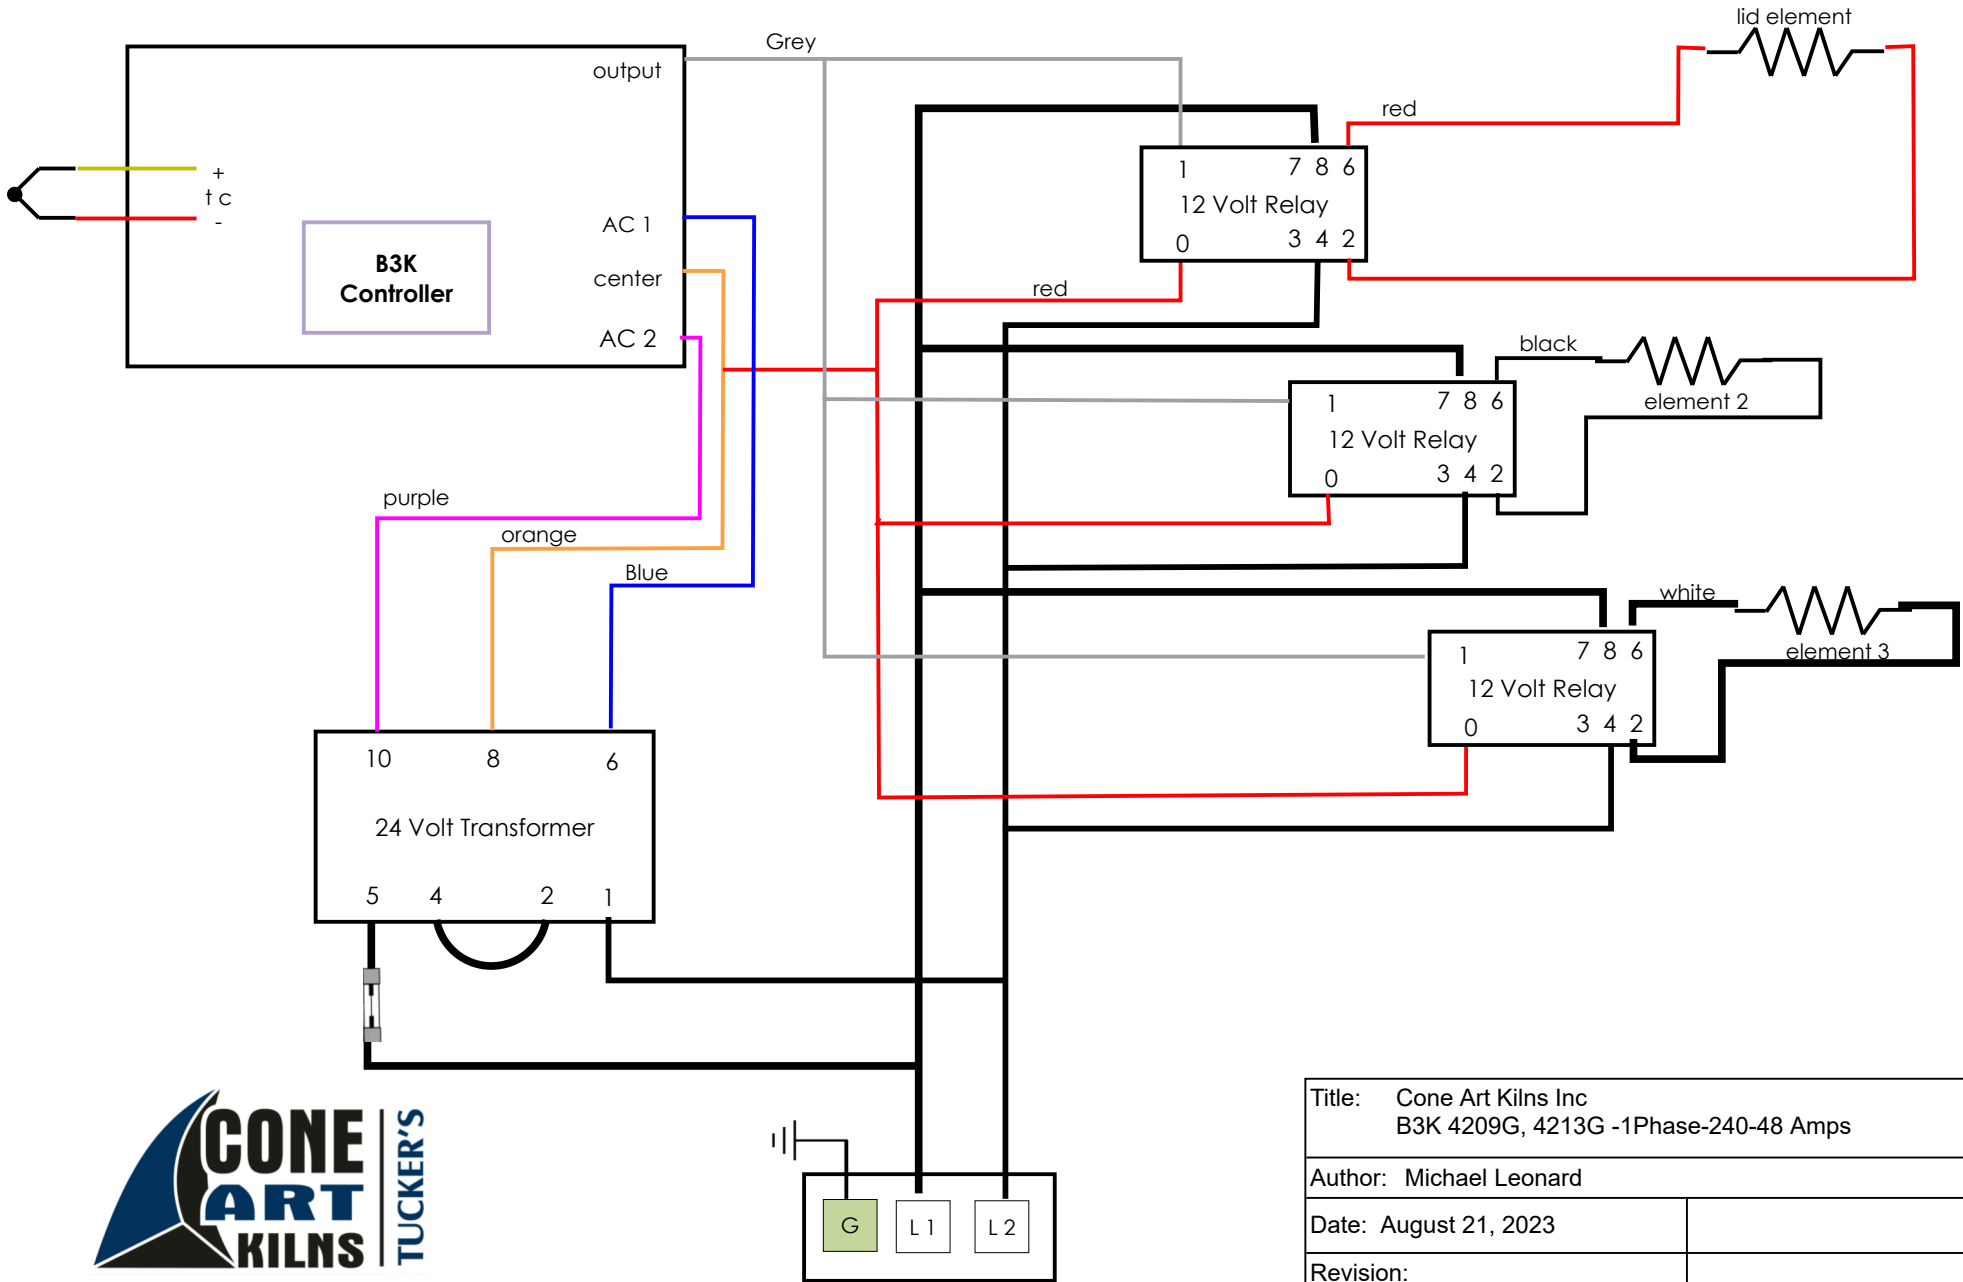 lid element
Grey
output
red
+
t c
-
1 7 8 6
12 Volt Relay
0 3 4 2
AC 1
center
AC 2
B3K
Controller
red
black
element 2
1 7 8 6
12 Volt Relay
0 3 4 2
purple
orange
Blue
white
element 3
1 7 8 6
12 Volt Relay
0 3 4 2
10 8 6
24 Volt Transformer
5 4 2 1
CONE
ART
KILNS
TUCKER'S
G L 1 L 2
Title: Cone Art Kilns Inc
B3K 4209G, 4213G -1Phase-240-48 Amps
Author: Michael Leonard
Date: August 21, 2023
Revision: